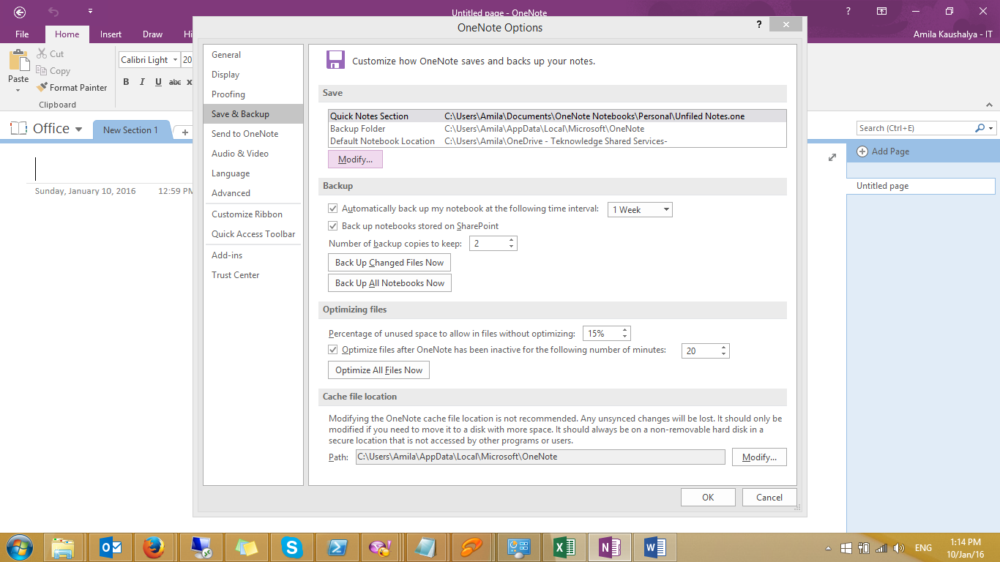 Untitled page - OneNote
?
File Home Insert Draw Hi
Amila Kaushalya - IT
OneNote Options
?
Paste
Cut
Copy
Format Painter
Clipboard
Calibri Light 20
B I U abc x
Office
New Section 1
Search (Ctrl+E)
Add Page
Untitled page
Sunday, January 10, 2016 12:59 PM
General
Display
Proofing
Save & Backup
Send to OneNote
Audio & Video
Language
Advanced
Customize Ribbon
Quick Access Toolbar
Add-ins
Trust Center
Customize how OneNote saves and backs up your notes.
Save
Quick Notes Section C:\Users\Amila\Documents\OneNote Notebooks\Personal\Unfiled Notes.one
Backup Folder C:\Users\Amila\AppData\Local\Microsoft\OneNote
Default Notebook Location C:\Users\Amila\OneDrive - Teknowledge Shared Services-
Modify...
Backup
Automatically back up my notebook at the following time interval: 1 Week
Back up notebooks stored on SharePoint
Number of backup copies to keep: 2
Back Up Changed Files Now
Back Up All Notebooks Now
Optimizing files
Percentage of unused space to allow in files without optimizing: 15%
Optimize files after OneNote has been inactive for the following number of minutes: 20
Optimize All Files Now
Cache file location
Modifying the OneNote cache file location is not recommended. Any unsynced changes will be lost. It should only be
modified if you need to move it to a disk with more space. It should always be on a non-removable hard disk in a
secure location that is not accessed by other programs or users.
Path: C:\Users\Amila\AppData\Local\Microsoft\OneNote Modify...
OK Cancel
ENG
1:14 PM
10/Jan/16